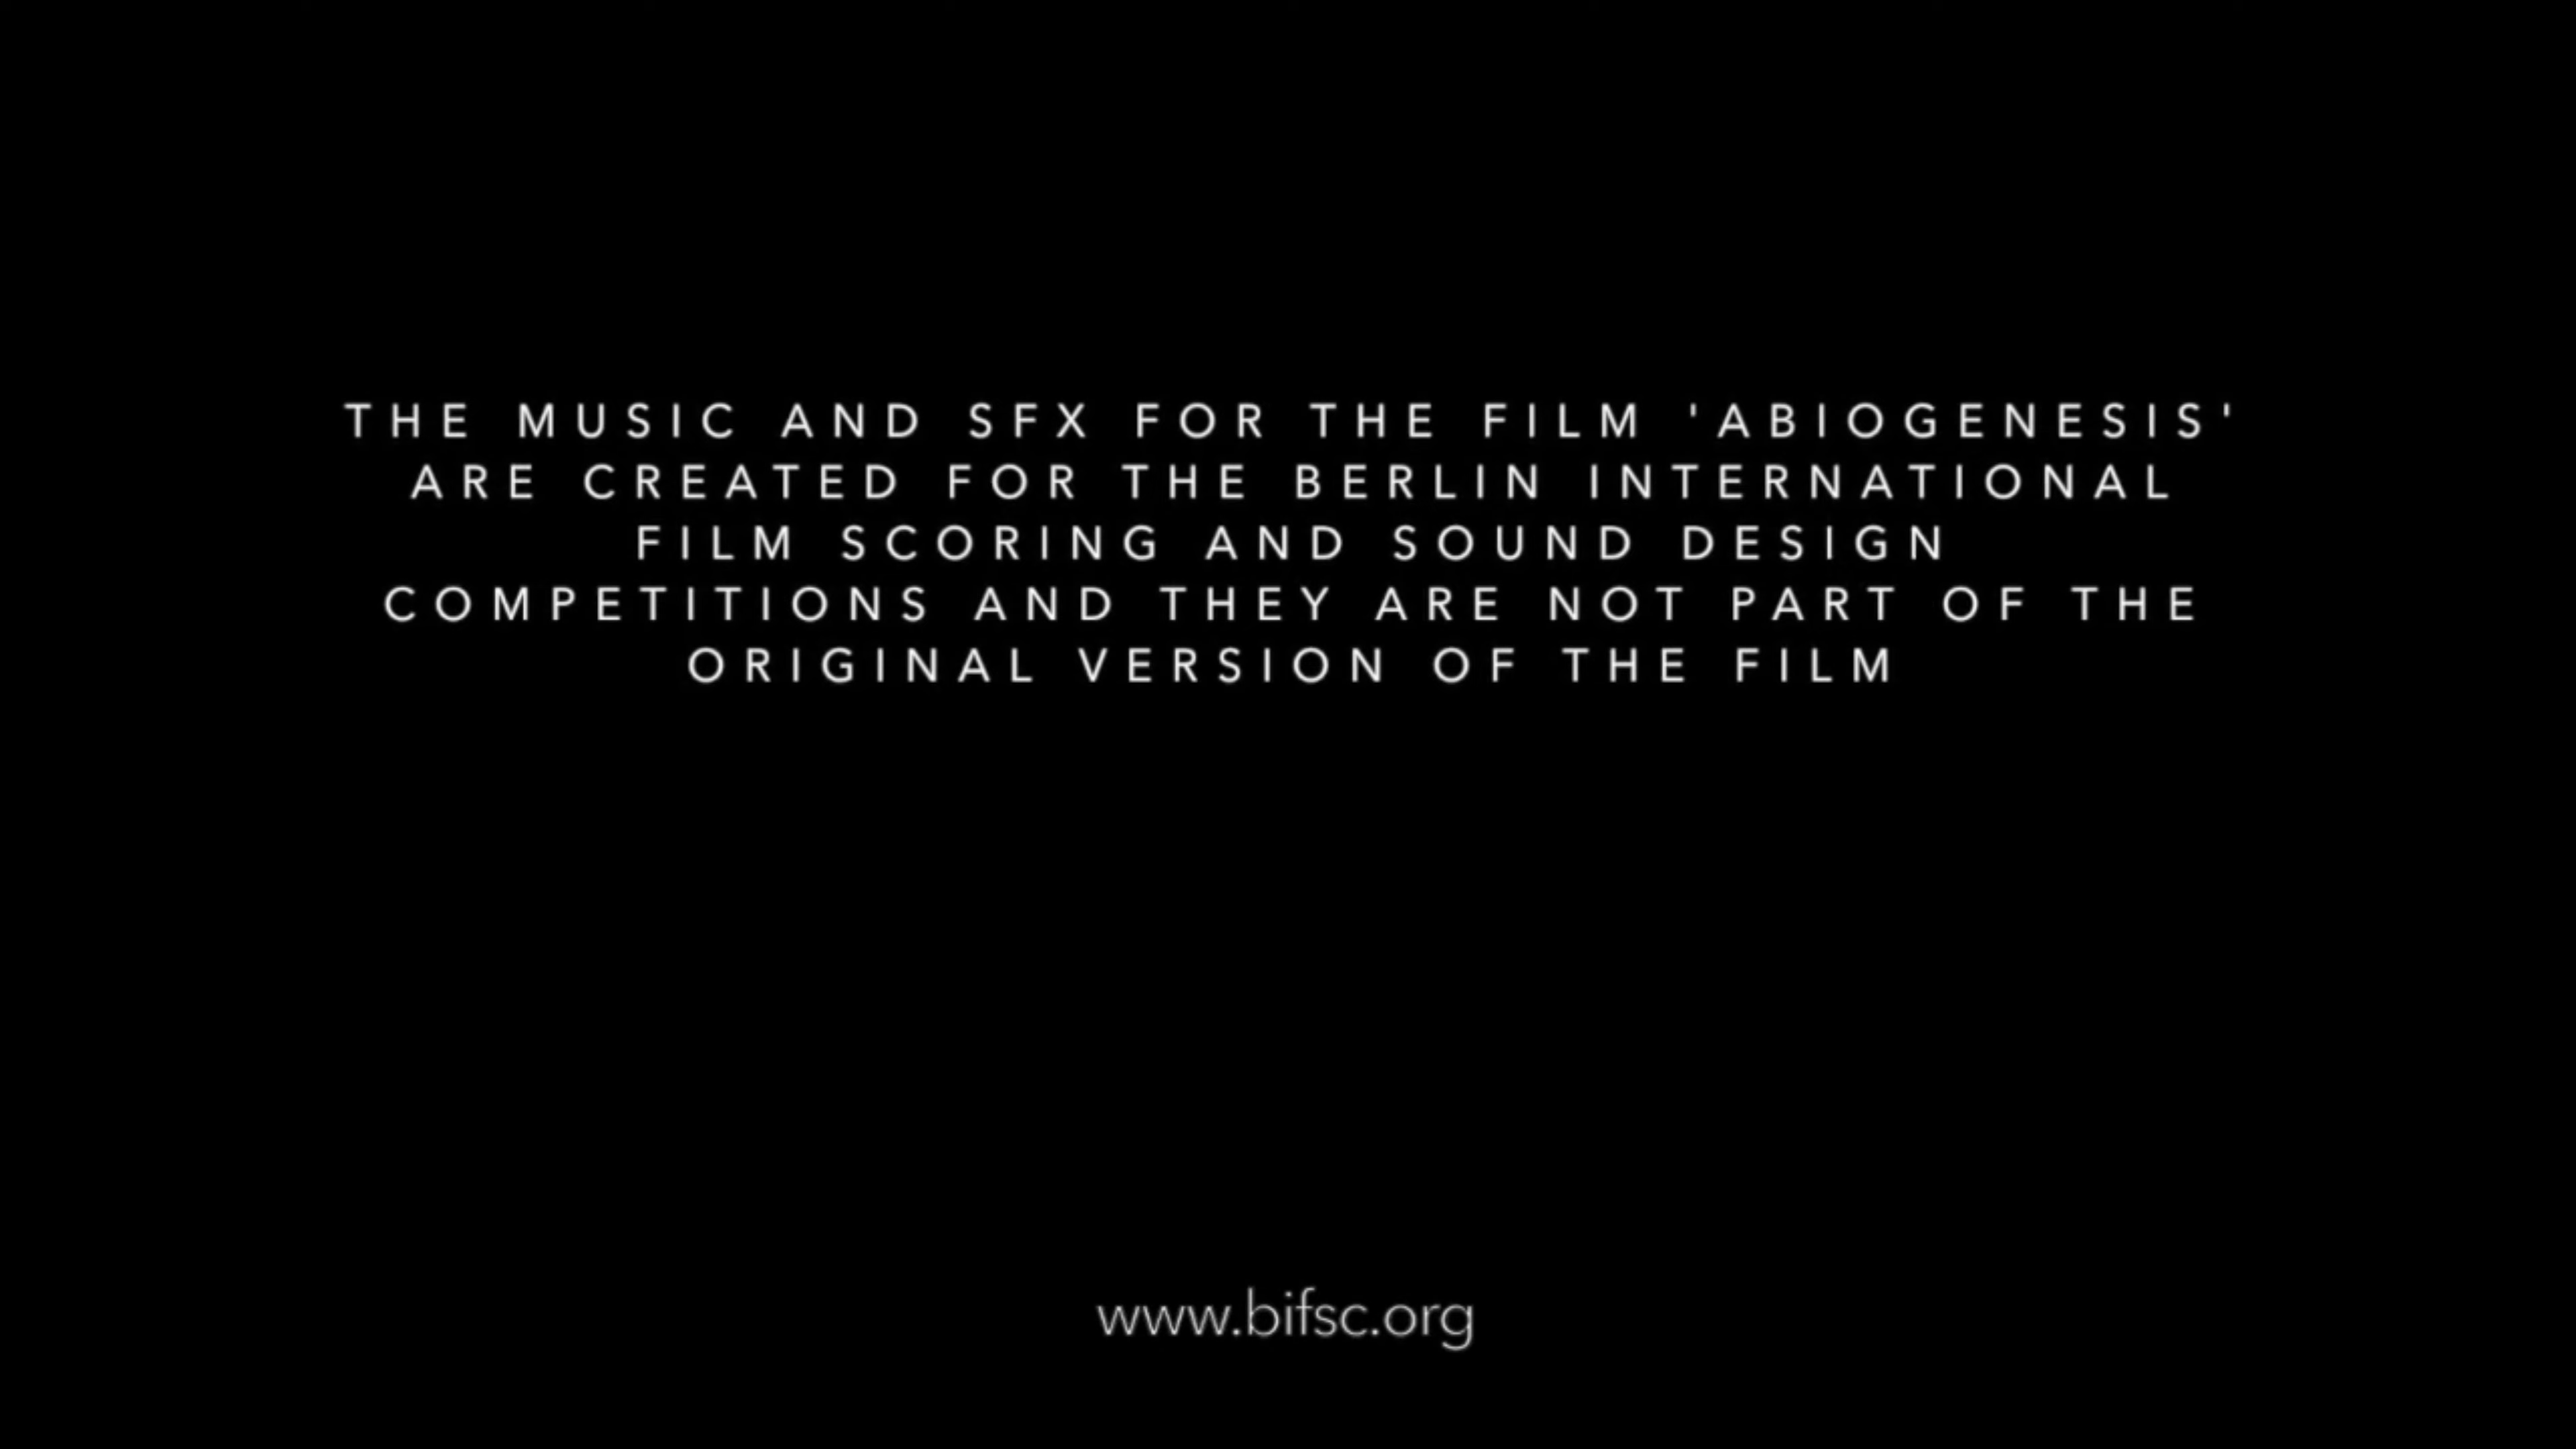 THE MUSIC AND SFX FOR THE FILM 'ABIOGENESIS'
ARE CREATED FOR THE BERLIN INTERNATIONAL
FILM SCORING AND SOUND DESIGN
COMPETITIONS AND THEY ARE NOT PART OF THE
ORIGINAL VERSION OF THE FILM
www.bifsc.org